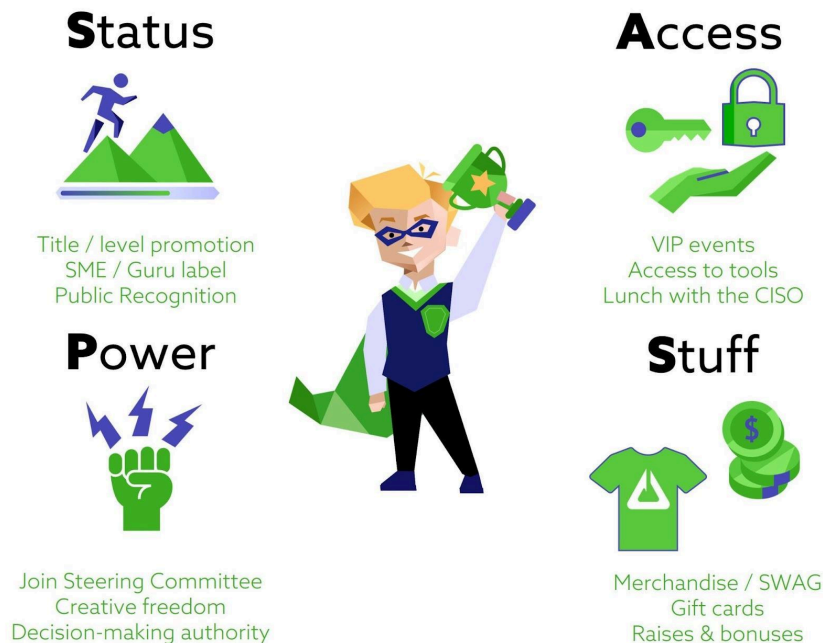 Status
Title / level promotion
SME / Guru label
Public Recognition
Access
VIP events
Access to tools
Lunch with the CISO
Power
Join Steering Committee
Creative freedom
Decision-making authority
Stuff
$
Merchandise / SWAG
Gift cards
Raises & bonuses